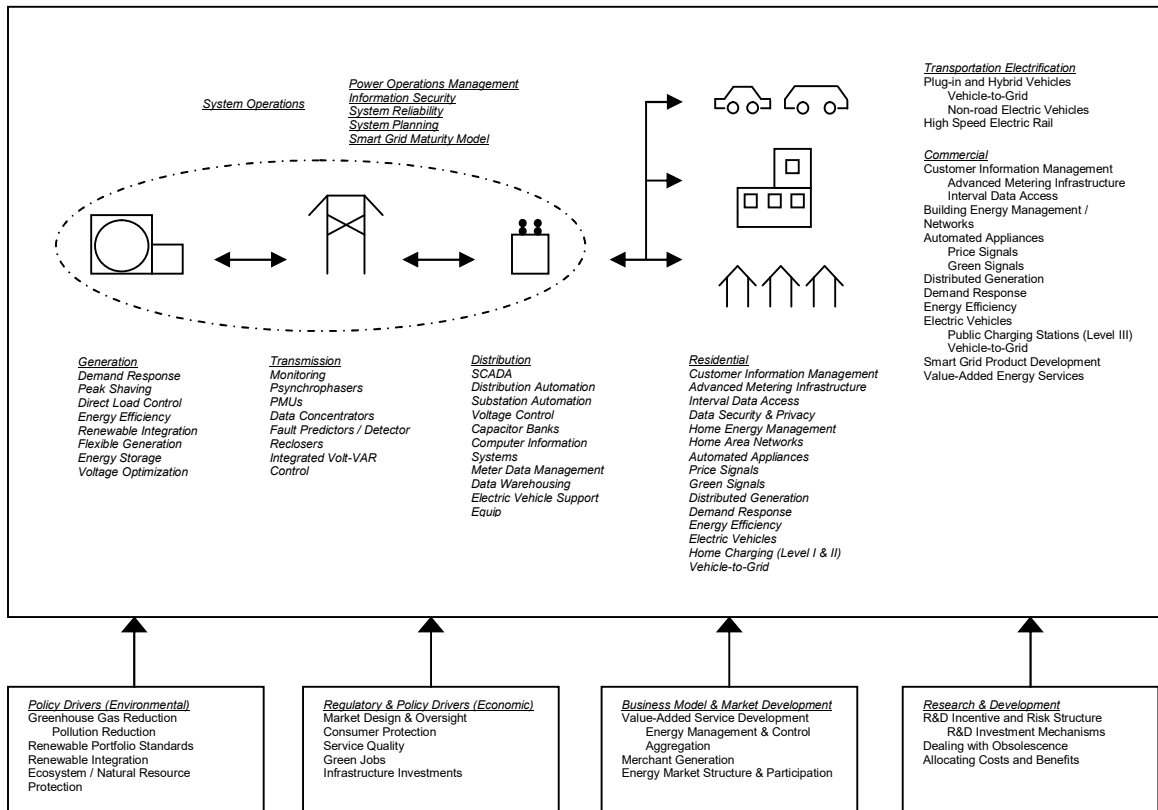 System Operations
Power Operations Management
Information Security
System Reliability
System Planning
Smart Grid Maturity Model
Transportation Electrification
Plug-in and Hybrid Vehicles
Vehicle-to-Grid
Non-road Electric Vehicles
High Speed Electric Rail
Commercial
Customer Information Management
Advanced Metering Infrastructure
Interval Data Access
Building Energy Management /
Networks
Automated Appliances
Price Signals
Green Signals
Distributed Generation
Demand Response
Energy Efficiency
Electric Vehicles
Public Charging Stations (Level III)
Vehicle-to-Grid
Smart Grid Product Development
Value-Added Energy Services
Generation
Demand Response
Peak Shaving
Direct Load Control
Energy Efficiency
Renewable Integration
Flexible Generation
Energy Storage
Voltage Optimization
Transmission
Monitoring
Psynchrophasers
PMUs
Data Concentrators
Fault Predictors / Detector
Reclosers
Integrated Volt-VAR
Control
Distribution
SCADA
Distribution Automation
Substation Automation
Voltage Control
Capacitor Banks
Computer Information
Systems
Meter Data Management
Data Warehousing
Electric Vehicle Support
Equip
Residential
Customer Information Management
Advanced Metering Infrastructure
Interval Data Access
Data Security & Privacy
Home Energy Management
Home Area Networks
Automated Appliances
Price Signals
Green Signals
Distributed Generation
Demand Response
Energy Efficiency
Electric Vehicles
Home Charging (Level I & II)
Vehicle-to-Grid
Policy Drivers (Environmental)
Greenhouse Gas Reduction
Pollution Reduction
Renewable Portfolio Standards
Renewable Integration
Ecosystem / Natural Resource
Protection
Regulatory & Policy Drivers (Economic)
Market Design & Oversight
Consumer Protection
Service Quality
Green Jobs
Infrastructure Investments
Business Model & Market Development
Value-Added Service Development
Energy Management & Control
Aggregation
Merchant Generation
Energy Market Structure & Participation
Research & Development
R&D Incentive and Risk Structure
R&D Investment Mechanisms
Dealing with Obsolescence
Allocating Costs and Benefits